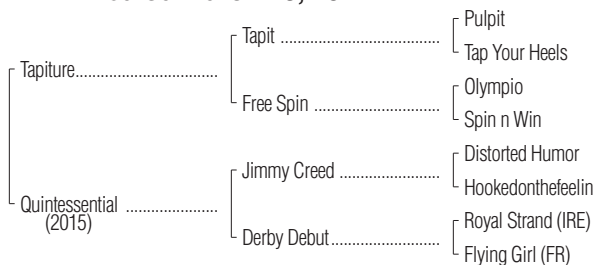 Pulpit
Tapit ..........................................
Tap Your Heels
Tapiture.....................................
Olympio
Free Spin .................................
Spin n Win
Distorted Humor
Jimmy Creed ..........................
Hookedonthefeelin
Quintessential ........................
(2015)
Royal Strand (IRE)
Derby Debut.............................
Flying Girl (FR)